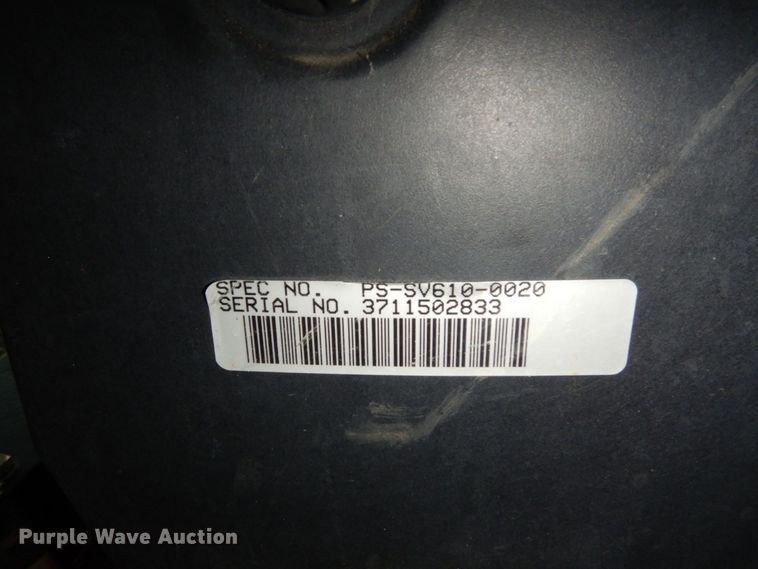 SPEC NO. PS-SV610-0020
SERIAL NO. 3711502833
Purple Wave Auction